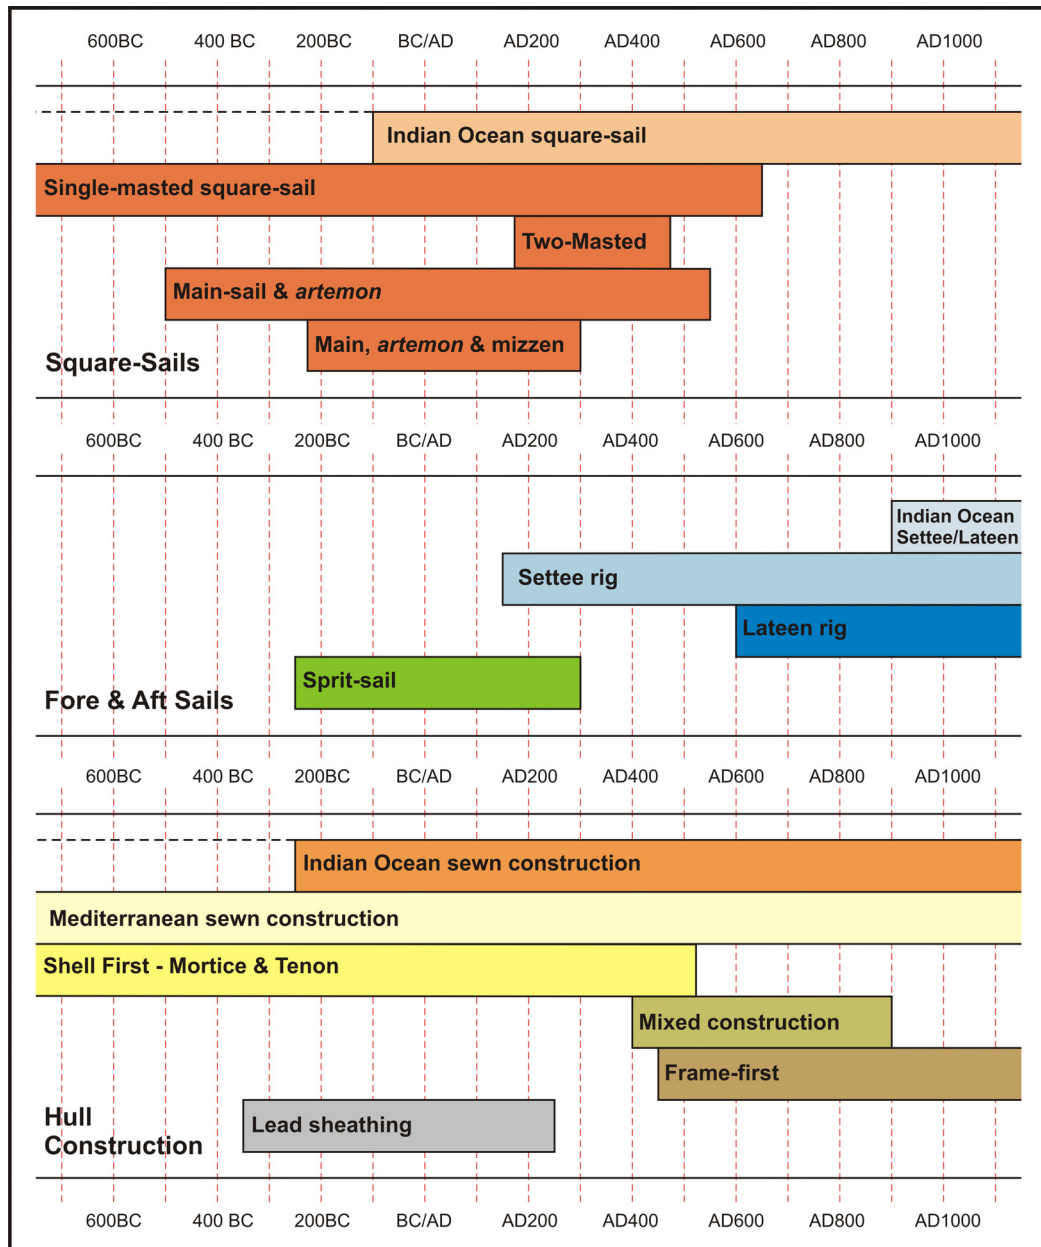 600BC 400 BC 200BC BC/AD AD200 AD400 AD600 AD800 AD1000
Indian Ocean square-sail
Single-masted square-sail
Two-Masted
Main-sail & artemon
Main, artemon & mizzen
Square-Sails
600BC 400 BC 200BC BC/AD AD200 AD400 AD600 AD800 AD1000
Indian Ocean
Settee/Lateen
Settee rig
Lateen rig
Sprit-sail
Fore & Aft Sails
600BC 400 BC 200BC BC/AD AD200 AD400 AD600 AD800 AD1000
Indian Ocean sewn construction
Mediterranean sewn construction
Shell First - Mortice & Tenon
Mixed construction
Frame-first
Lead sheathing
Hull
Construction
600BC 400 BC 200BC BC/AD AD200 AD400 AD600 AD800 AD1000